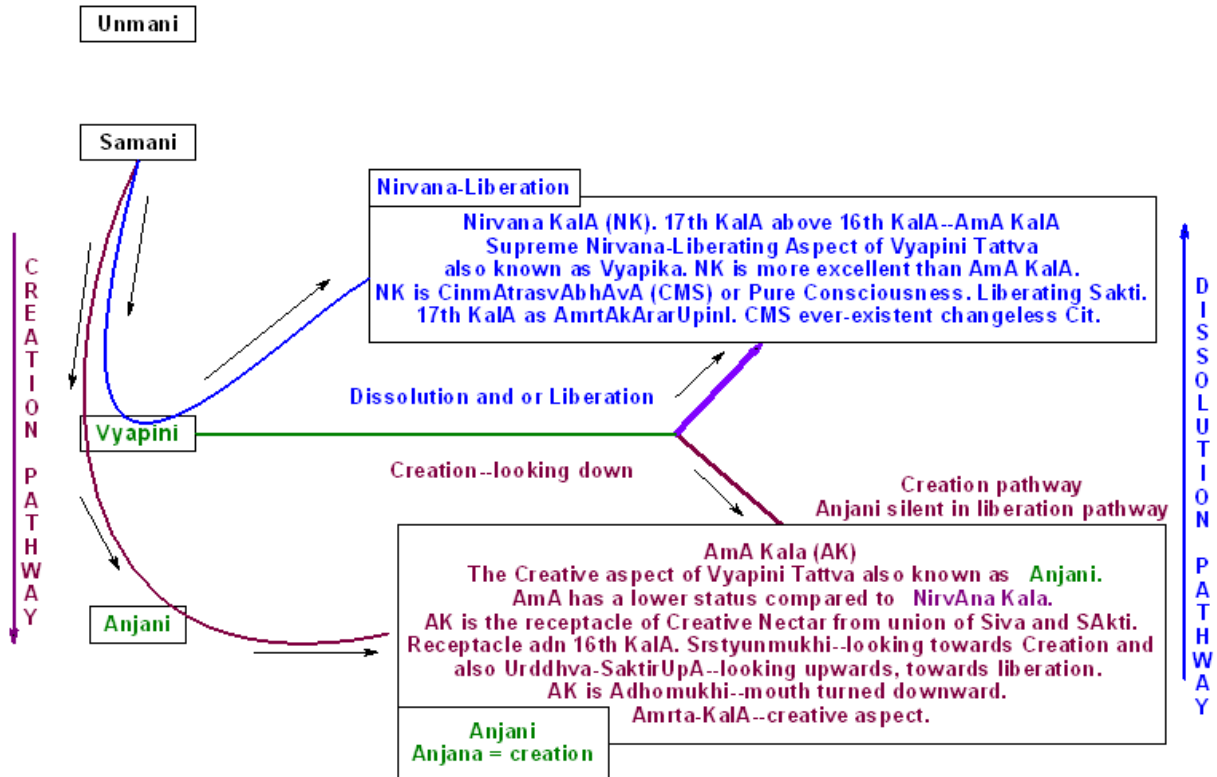 Unmani
Samani
Nirvana-Liberation
Nirvana KalA (NK). 17th KalA above 16th KalA--AmA KalA
Supreme Nirvana-Liberating Aspect of Vyapini Tattva
also known as Vyapika. NK is more excellent than AmA KalA.
NK is CinmAtrasvAbhAvA (CMS) or Pure Consciousness. Liberating Sakti.
17th KalA as AmrtAkArarUpinI. CMS ever-existent changeless Cit.
CREATION PATHWAY
DISSOLUTION PATHWAY
Dissolution and or Liberation
Vyapini
Creation--looking down
Creation pathway
Anjani silent in liberation pathway
AmA Kala (AK)
The Creative aspect of Vyapini Tattva also known as Anjani.
AmA has a lower status compared to NirvAna Kala.
AK is the receptacle of Creative Nectar from union of Siva and SAkti.
Receptacle adn 16th KalA. Srstyunmukhi--looking towards Creation and
also Urddhva-SaktirUpA--looking upwards, towards liberation.
AK is Adhomukhi--mouth turned downward.
Amrta-KalA--creative aspect.
Anjani
Anjani
Anjana = creation